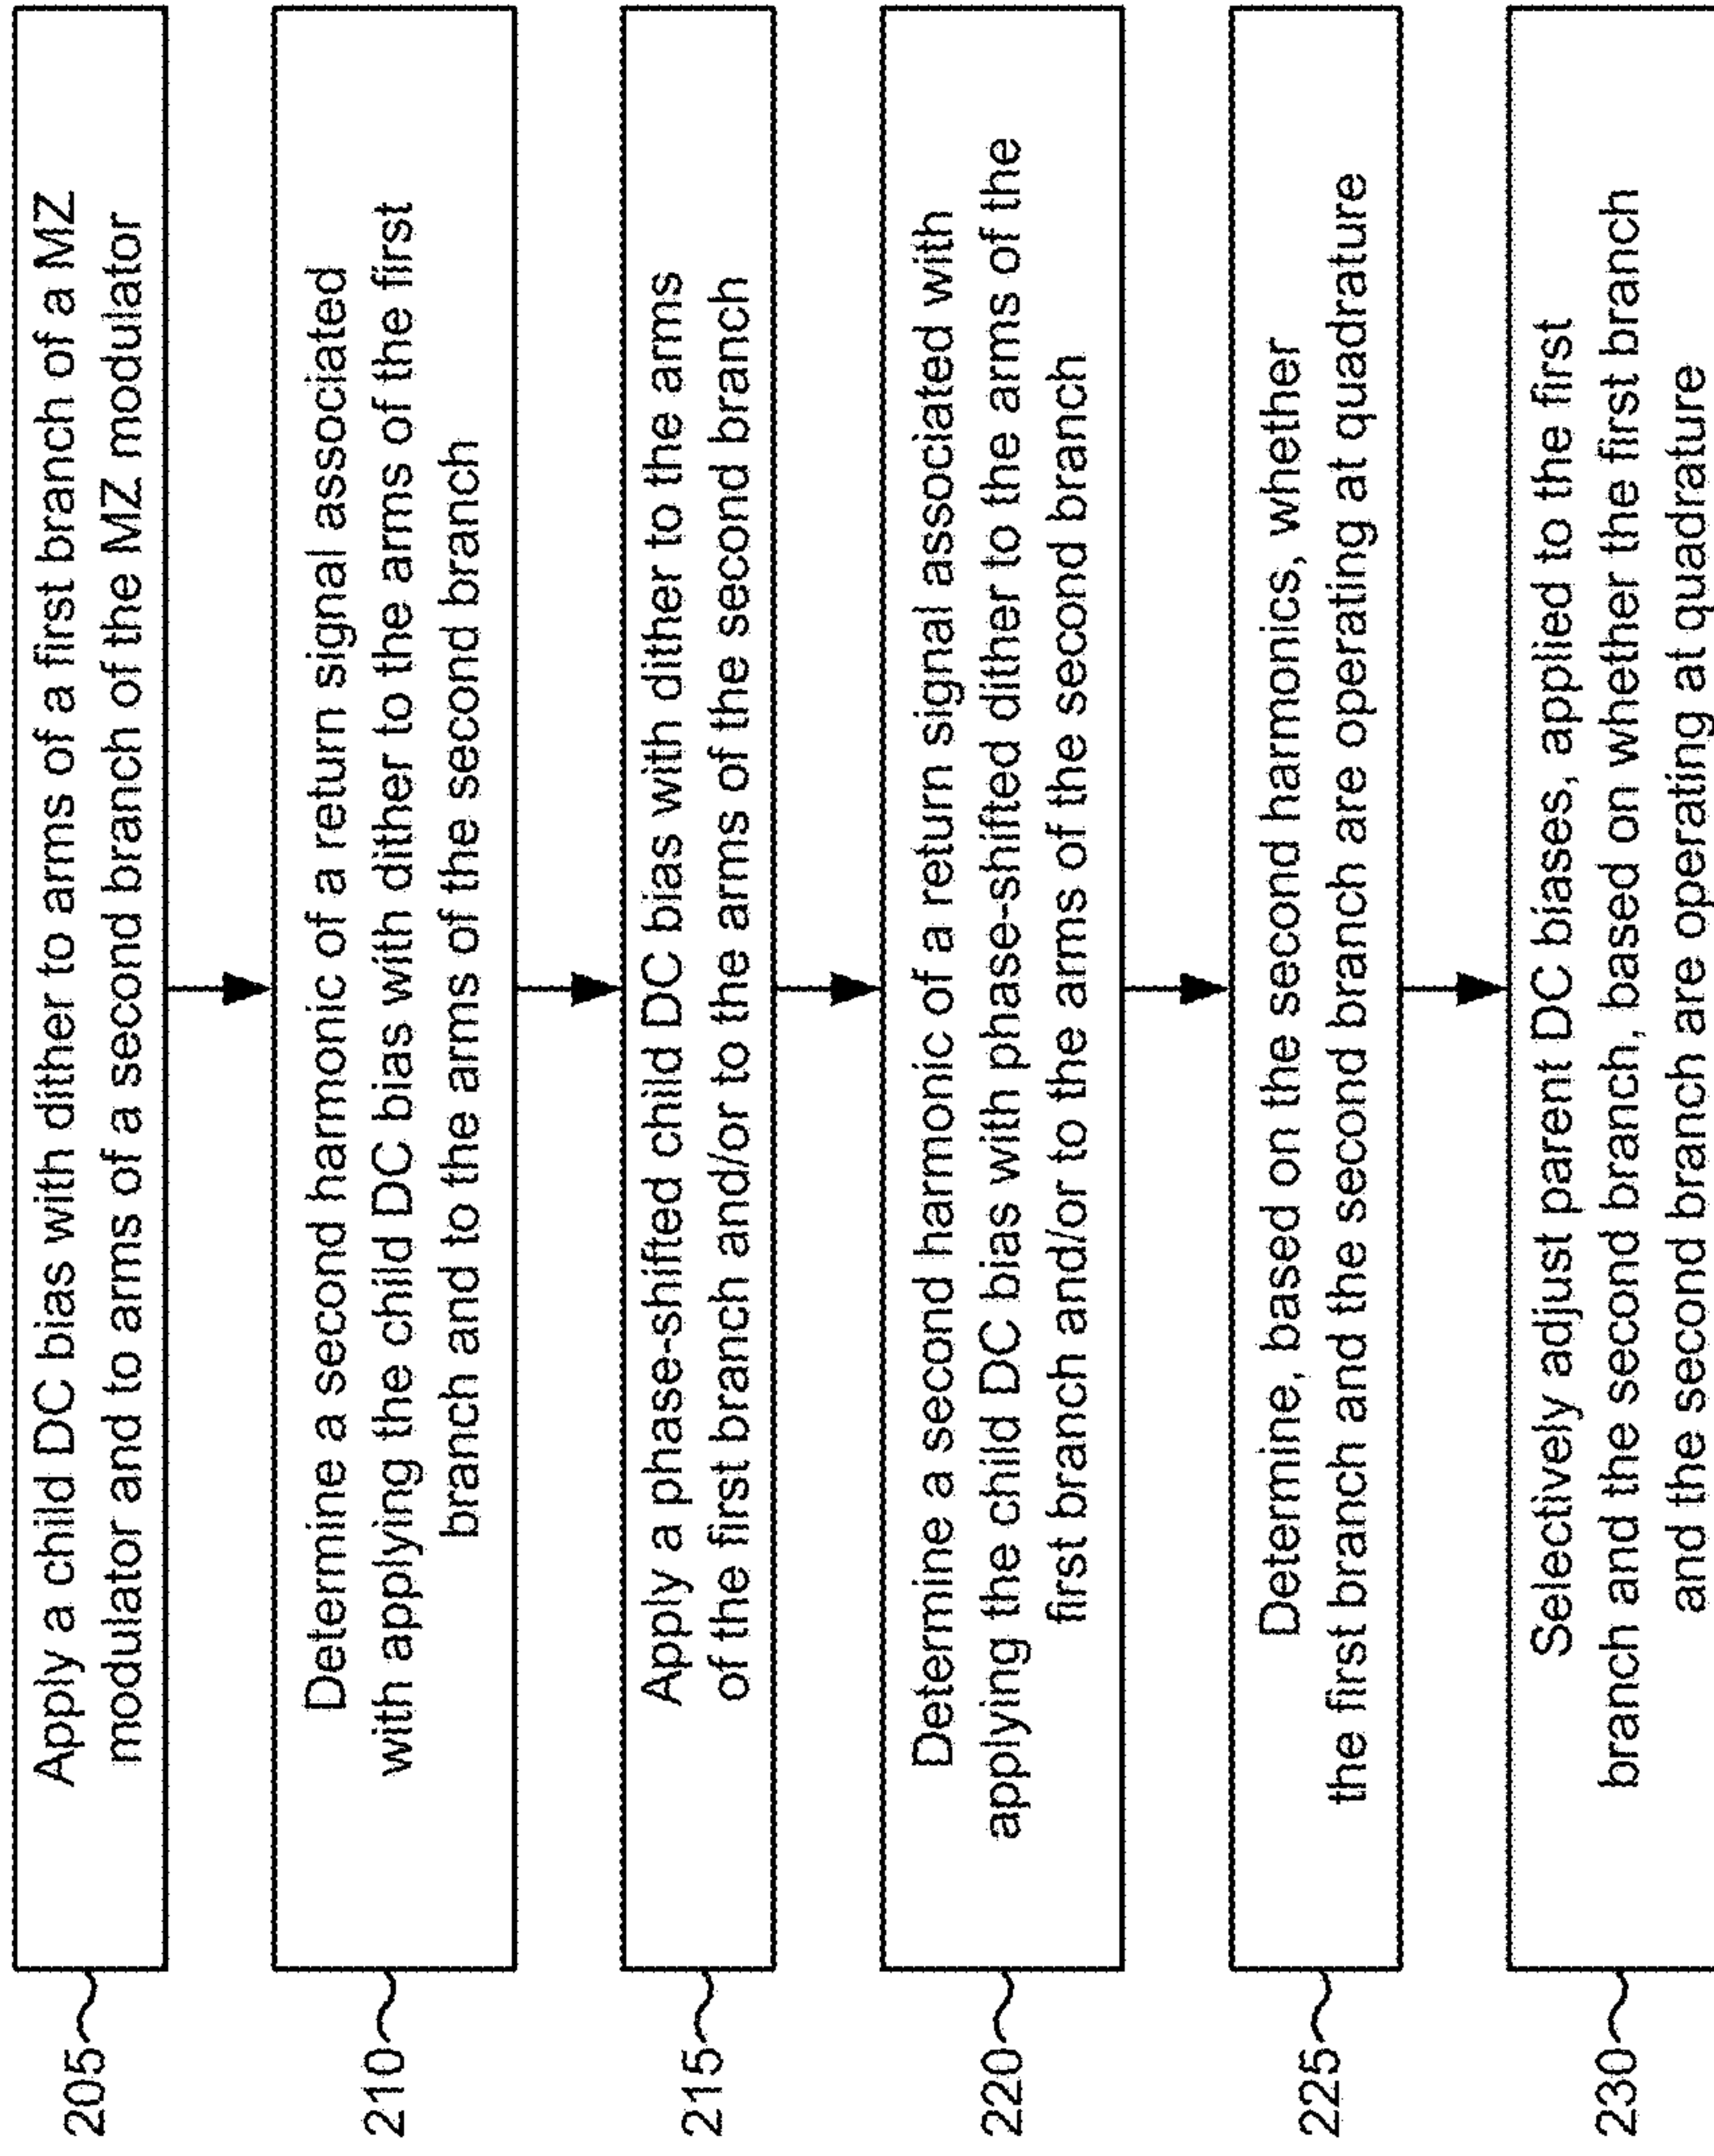 205
Apply a child DC bias with dither to arms of a first branch of a MZ
modulator and to arms of a second branch of the MZ modulator
210
Determine a second harmonic of a return signal associated
with applying the child DC bias with dither to the arms of the first
branch and to the arms of the second branch
215
Apply a phase-shifted child DC bias with dither to the arms
of the first branch and/or to the arms of the second branch
220
Determine a second harmonic of a return signal associated with
applying the child DC bias with phase-shifted dither to the arms of the
first branch and/or to the arms of the second branch
225
Determine, based on the second harmonics, whether
the first branch and the second branch are operating at quadrature
230
Selectively adjust parent DC biases, applied to the first
branch and the second branch, based on whether the first branch
and the second branch are operating at quadrature